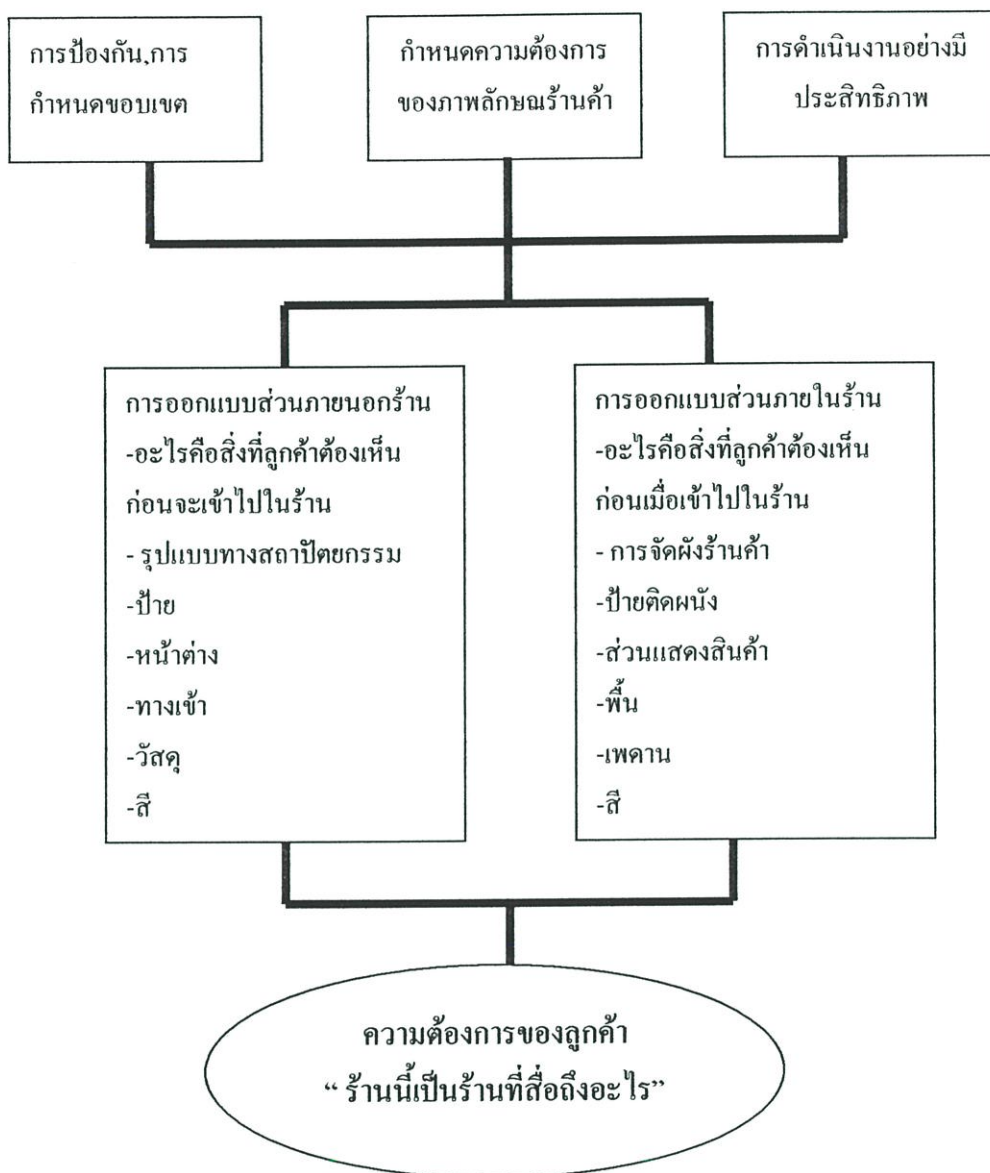 การป้องกัน,การ
กำหนดขอบเขต
กำหนดความต้องการ
ของภาพลักษณร้านค้า
การดำเนินงานอย่างมี
ประสิทธิภาพ
การออกแบบส่วนภายนอกร้าน
-อะไรคือสิ่งที่ลูกค้าต้องเห็น
ก่อนจะเข้าไปในร้าน
- รุปแบบทางสถาปัตยกรรม
-ป้าย
-หน้าต่าง
-ทางเข้า
-วัสดุ
-สี
การออกแบบส่วนภายในร้าน
-อะไรคือสิ่งที่ลูกค้าต้องเห็น
ก่อนเมื่อเข้าไปในร้าน
- การจัดผังร้านค้า
-ป้ายติดผนัง
-ส่วนแสดงสินค้า
-พื้น
-เพดาน
-สี
ความต้องการของลูกค้า
“ ร้านนี้เป็นร้านที่สื่อถึงอะไร”